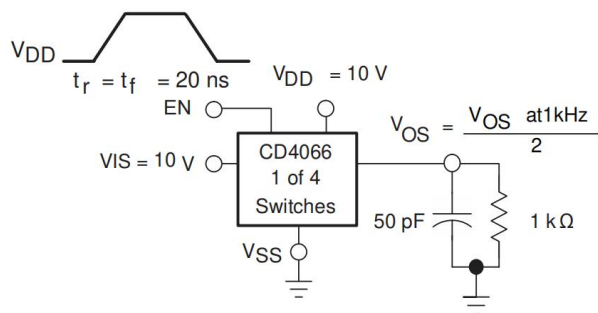 VDD
tr = tf = 20 ns
VDD = 10 V
EN
VOS = VOS at1kHz
2
VIS = 10 V
CD4066
1 of 4
Switches
50 pF
1 kΩ
VSS